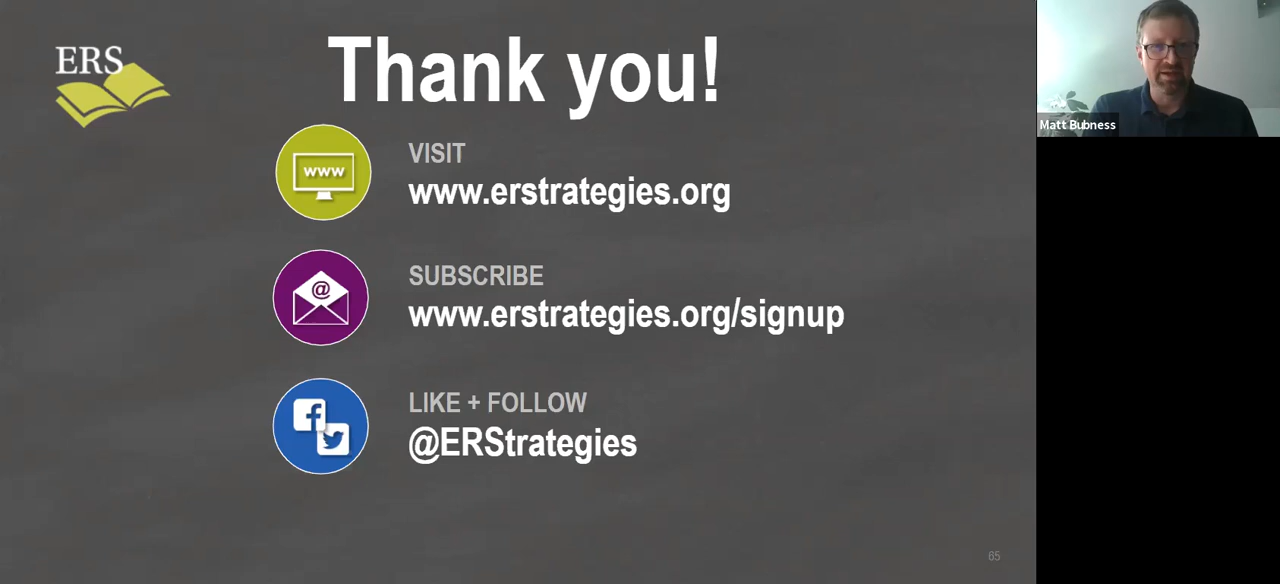 ERS
Thank you!
www
VISIT
www.erstrategies.org
@
SUBSCRIBE
www.erstrategies.org/signup
LIKE + FOLLOW
@ERStrategies
65
Matt Bubness